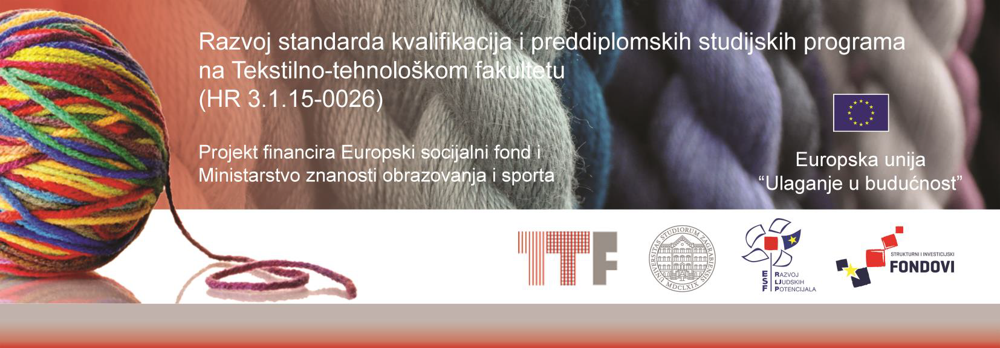 Razvoj standarda kvalifikacija i preddiplomskih studijskih programa
na Tekstilno-tehnološkom fakultetu
(HR 3.1.15-0026)
Projekt financira Europski socijalni fond i
Ministarstvo znanosti obrazovanja i sporta
Europska unija
“Ulaganje u budućnost”
TTF
UNIVERSITAS STUDIORUM ZAGRABIENSIS
MDCLXIX
ESF
RAZVOJ
LJUDSKIH
POTENCIJALA
STRUKTURNI I INVESTICIJSKI
FONDOVI